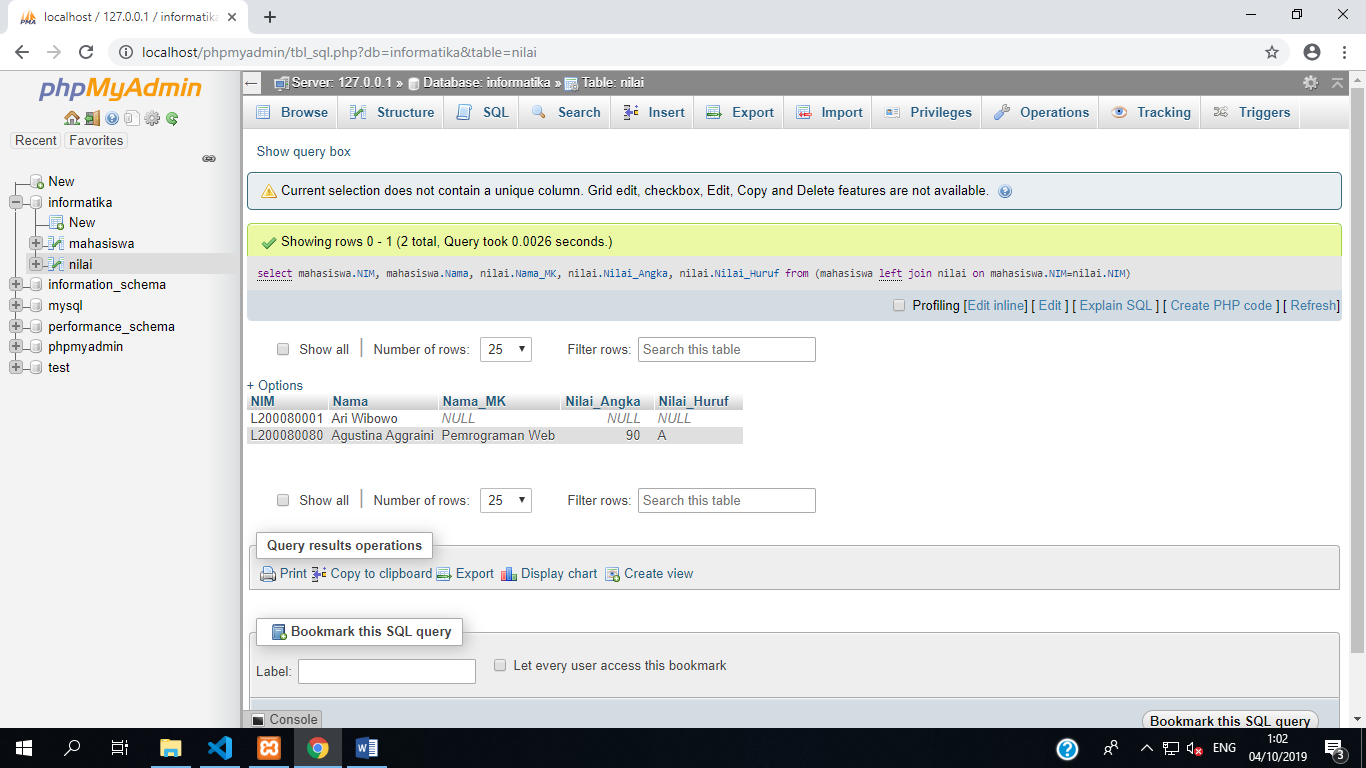 localhost / 127.0.0.1 / informatika
localhost/phpmyadmin/tbl_sql.php?db=informatika&table=nilai
phpMyAdmin
Recent Favorites
New
informatika
New
mahasiswa
nilai
information_schema
mysql
performance_schema
phpmyadmin
test
Server: 127.0.0.1 » Database: informatika » Table: nilai
Browse Structure SQL Search Insert Export Import Privileges Operations Tracking Triggers
Show query box
Current selection does not contain a unique column. Grid edit, checkbox, Edit, Copy and Delete features are not available.
Showing rows 0 - 1 (2 total, Query took 0.0026 seconds.)
select mahasiswa.NIM, mahasiswa.Nama, nilai.Nama_MK, nilai.Nilai_Angka, nilai.Nilai_Huruf from (mahasiswa left join nilai on mahasiswa.NIM=nilai.NIM)
Profiling [Edit inline] [ Edit ] [ Explain SQL ] [ Create PHP code ] [ Refresh]
Show all | Number of rows: 25 Filter rows: Search this table
+ Options
NIM Nama Nama_MK Nilai_Angka Nilai_Huruf
L200080001 Ari Wibowo NULL NULL NULL
L200080080 Agustina Aggraini Pemrograman Web 90 A
Show all | Number of rows: 25 Filter rows: Search this table
Query results operations
Print Copy to clipboard Export Display chart Create view
Bookmark this SQL query
Label: Let every user access this bookmark
Console
Bookmark this SQL query
ENG
1:02
04/10/2019
3